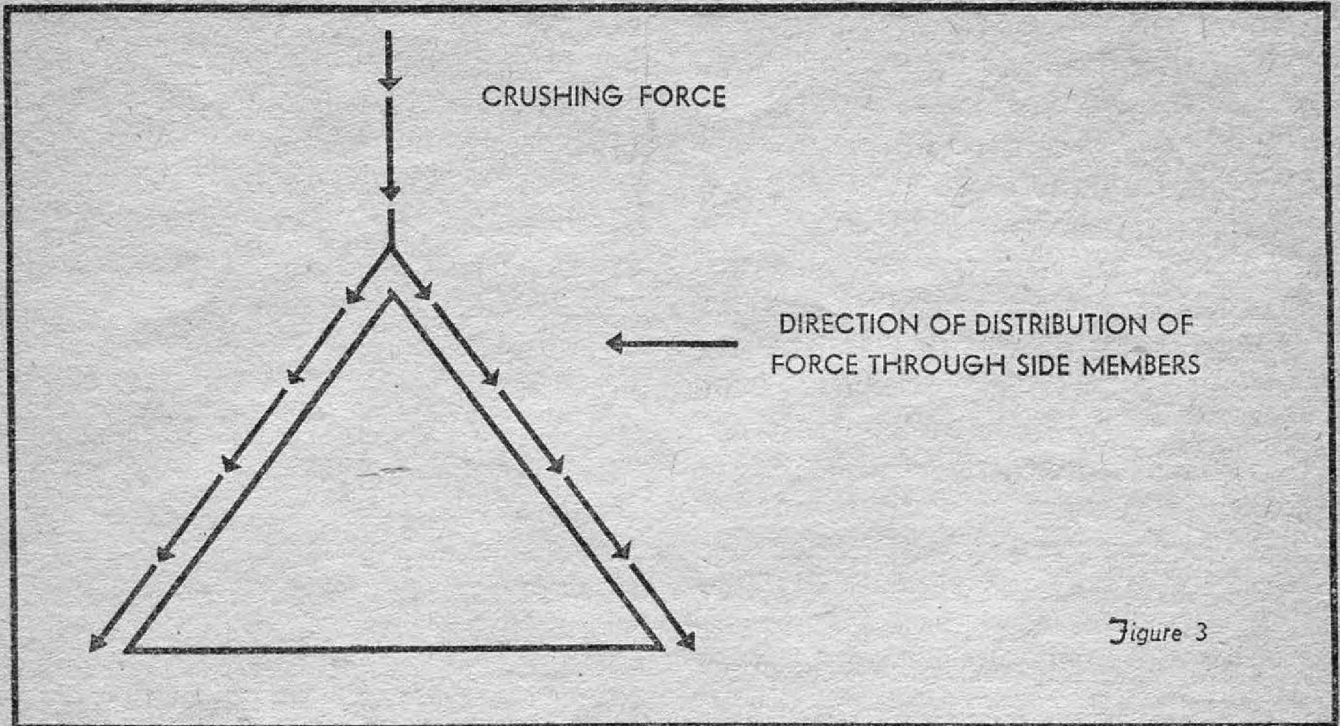 CRUSHING FORCE
DIRECTION OF DISTRIBUTION OF
FORCE THROUGH SIDE MEMBERS
Figure 3